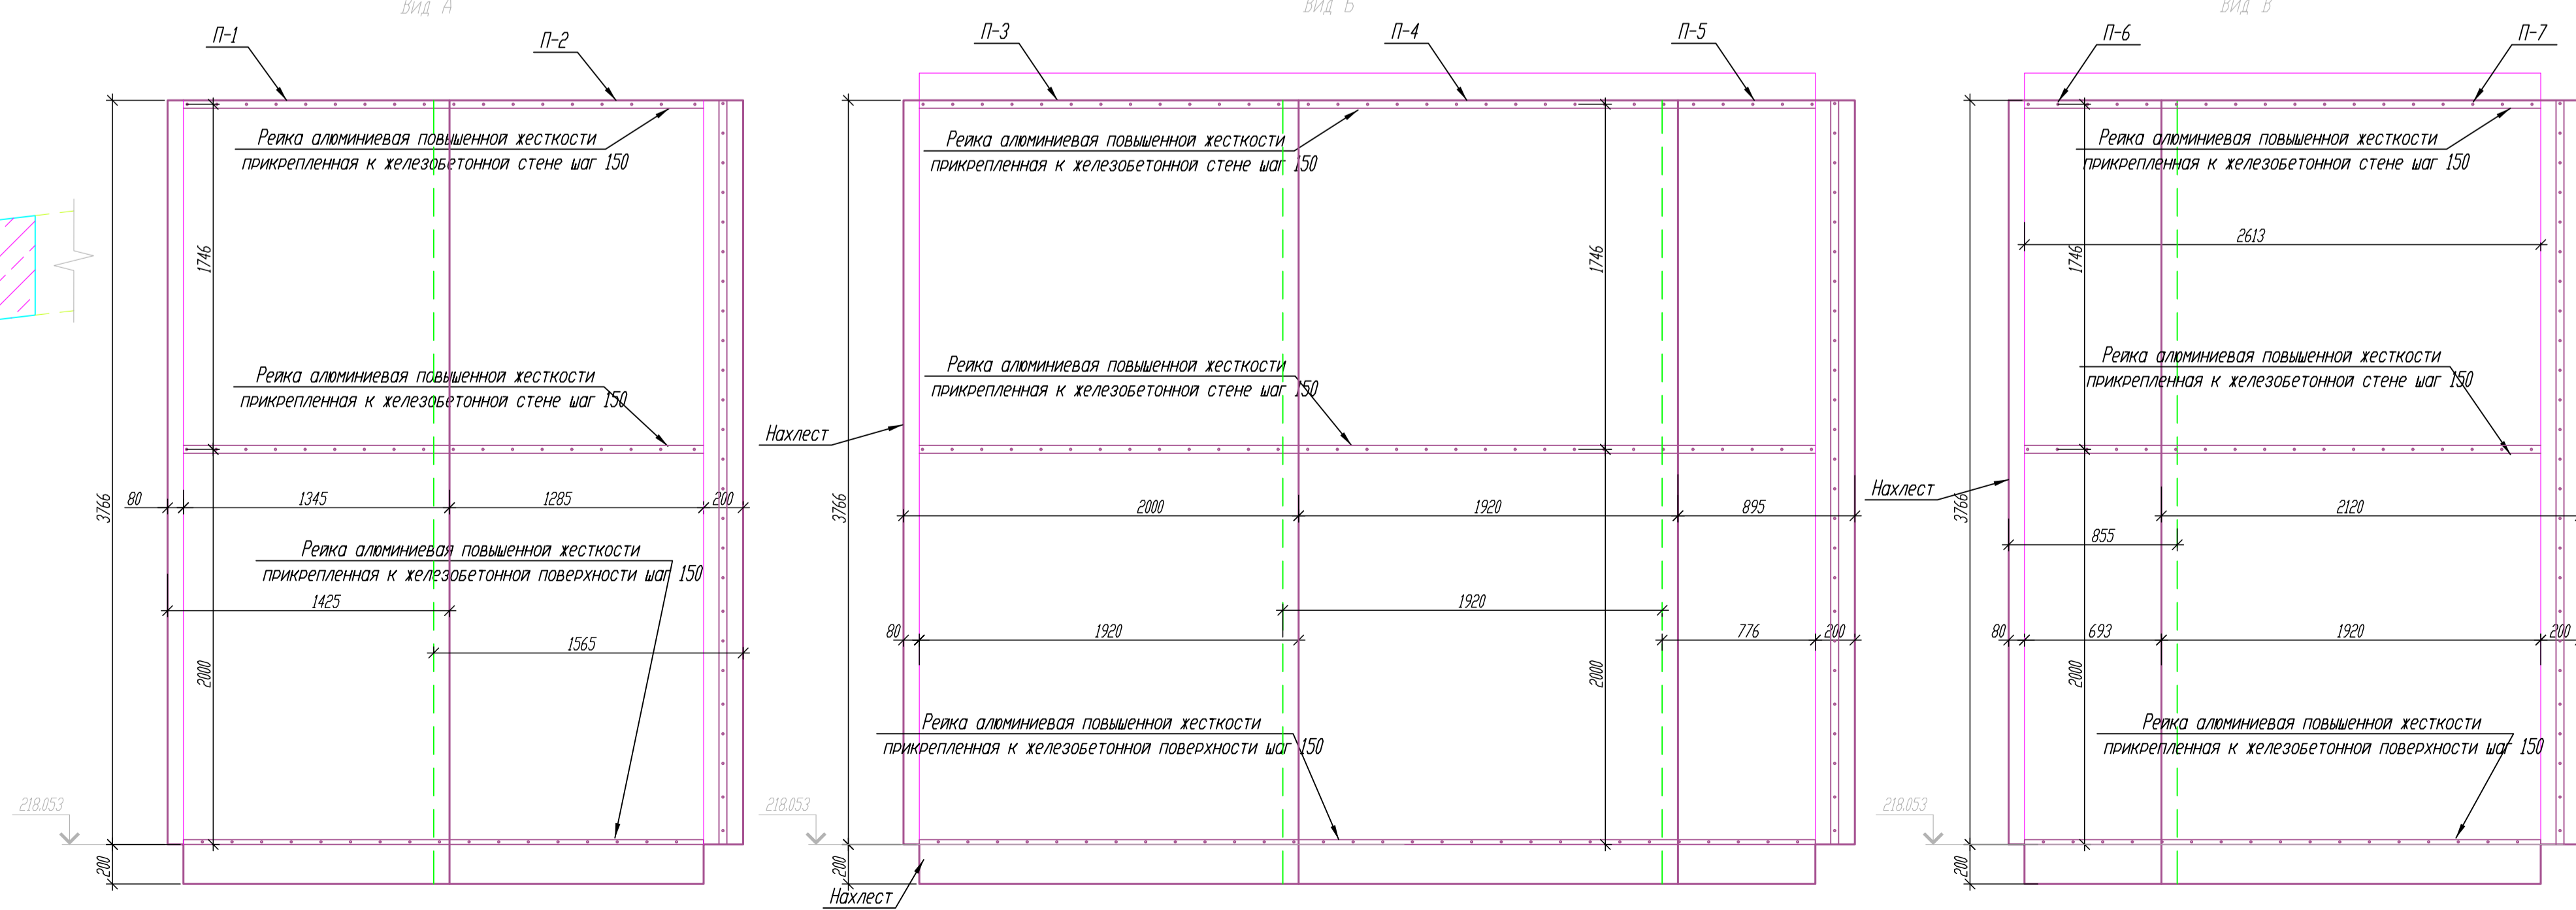 Вид А
П-1
П-2
Рейка алюминиевая повышенной жесткости
прикрепленная к железобетонной стене шаг 150
1746
Рейка алюминиевая повышенной жесткости
прикрепленная к железобетонной стене шаг 150
3766
80
1345
1285
200
Рейка алюминиевая повышенной жесткости
прикрепленная к железобетонной поверхности шаг 150
1425
1565
2000
218.053
200
Вид Б
П-3
П-4
П-5
Рейка алюминиевая повышенной жесткости
прикрепленная к железобетонной стене шаг 150
1746
Рейка алюминиевая повышенной жесткости
прикрепленная к железобетонной стене шаг 150
Нахлест
3766
2000
1920
895
1920
80
1920
776
200
2000
Рейка алюминиевая повышенной жесткости
прикрепленная к железобетонной поверхности шаг 150
218.053
200
Нахлест
Вид В
П-6
П-7
Рейка алюминиевая повышенной жесткости
прикрепленная к железобетонной стене шаг 150
2613
1746
Рейка алюминиевая повышенной жесткости
прикрепленная к железобетонной стене шаг 150
Нахлест
3766
2120
855
80
693
1920
200
2000
Рейка алюминиевая повышенной жесткости
прикрепленная к железобетонной поверхности шаг 150
218.053
200